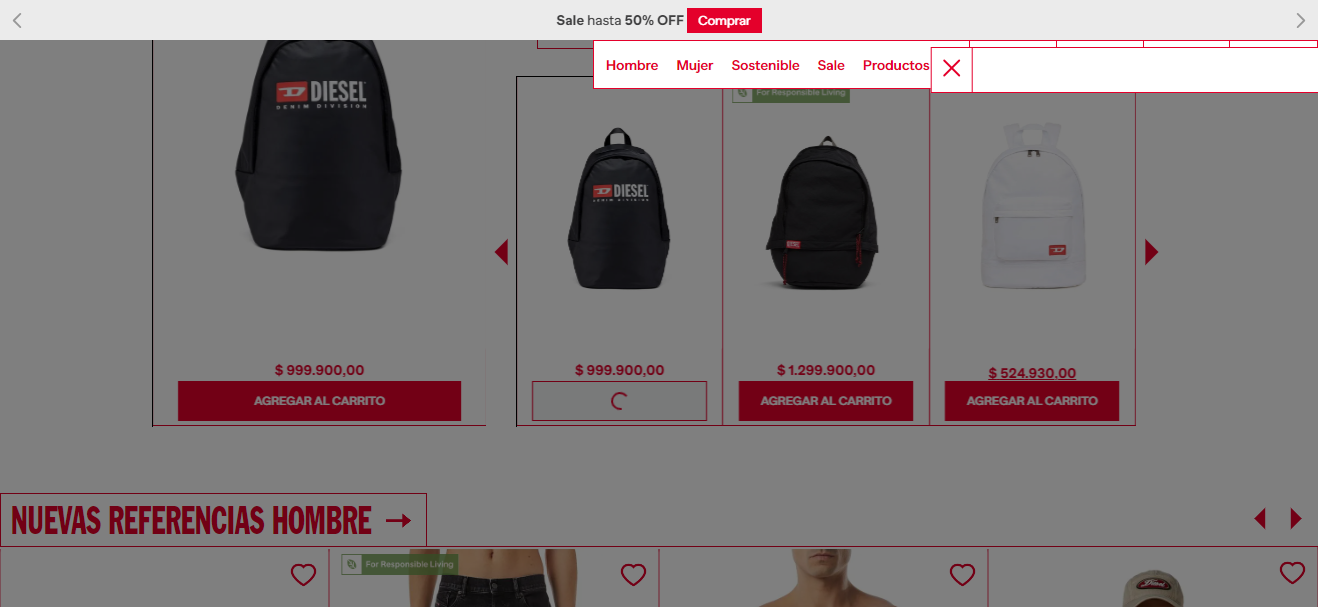 Sale hasta 50% OFF Comprar
Hombre Mujer Sostenible Sale Productos
DIESEL
DENIM DIVISION
For Responsible Living
DIESEL
DENIM DIVISION
DIESEL
$ 999.900,00
AGREGAR AL CARRITO
$ 999.900,00
$ 1.299.900,00
AGREGAR AL CARRITO
$ 524.930,00
AGREGAR AL CARRITO
NUEVAS REFERENCIAS HOMBRE
For Responsible Living
Diesel